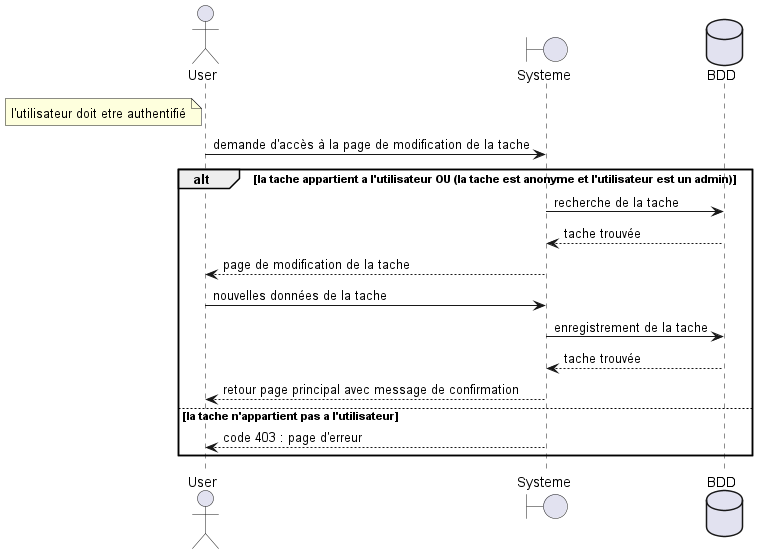 User
Systeme
BDD
l'utilisateur doit etre authentifié
demande d'accès à la page de modification de la tache
alt
[la tache appartient a l'utilisateur OU (la tache est anonyme et l'utilisateur est un admin)]
recherche de la tache
tache trouvée
page de modification de la tache
nouvelles données de la tache
enregistrement de la tache
tache trouvée
retour page principal avec message de confirmation
[la tache n'appartient pas a l'utilisateur]
code 403 : page d'erreur
User
Systeme
BDD